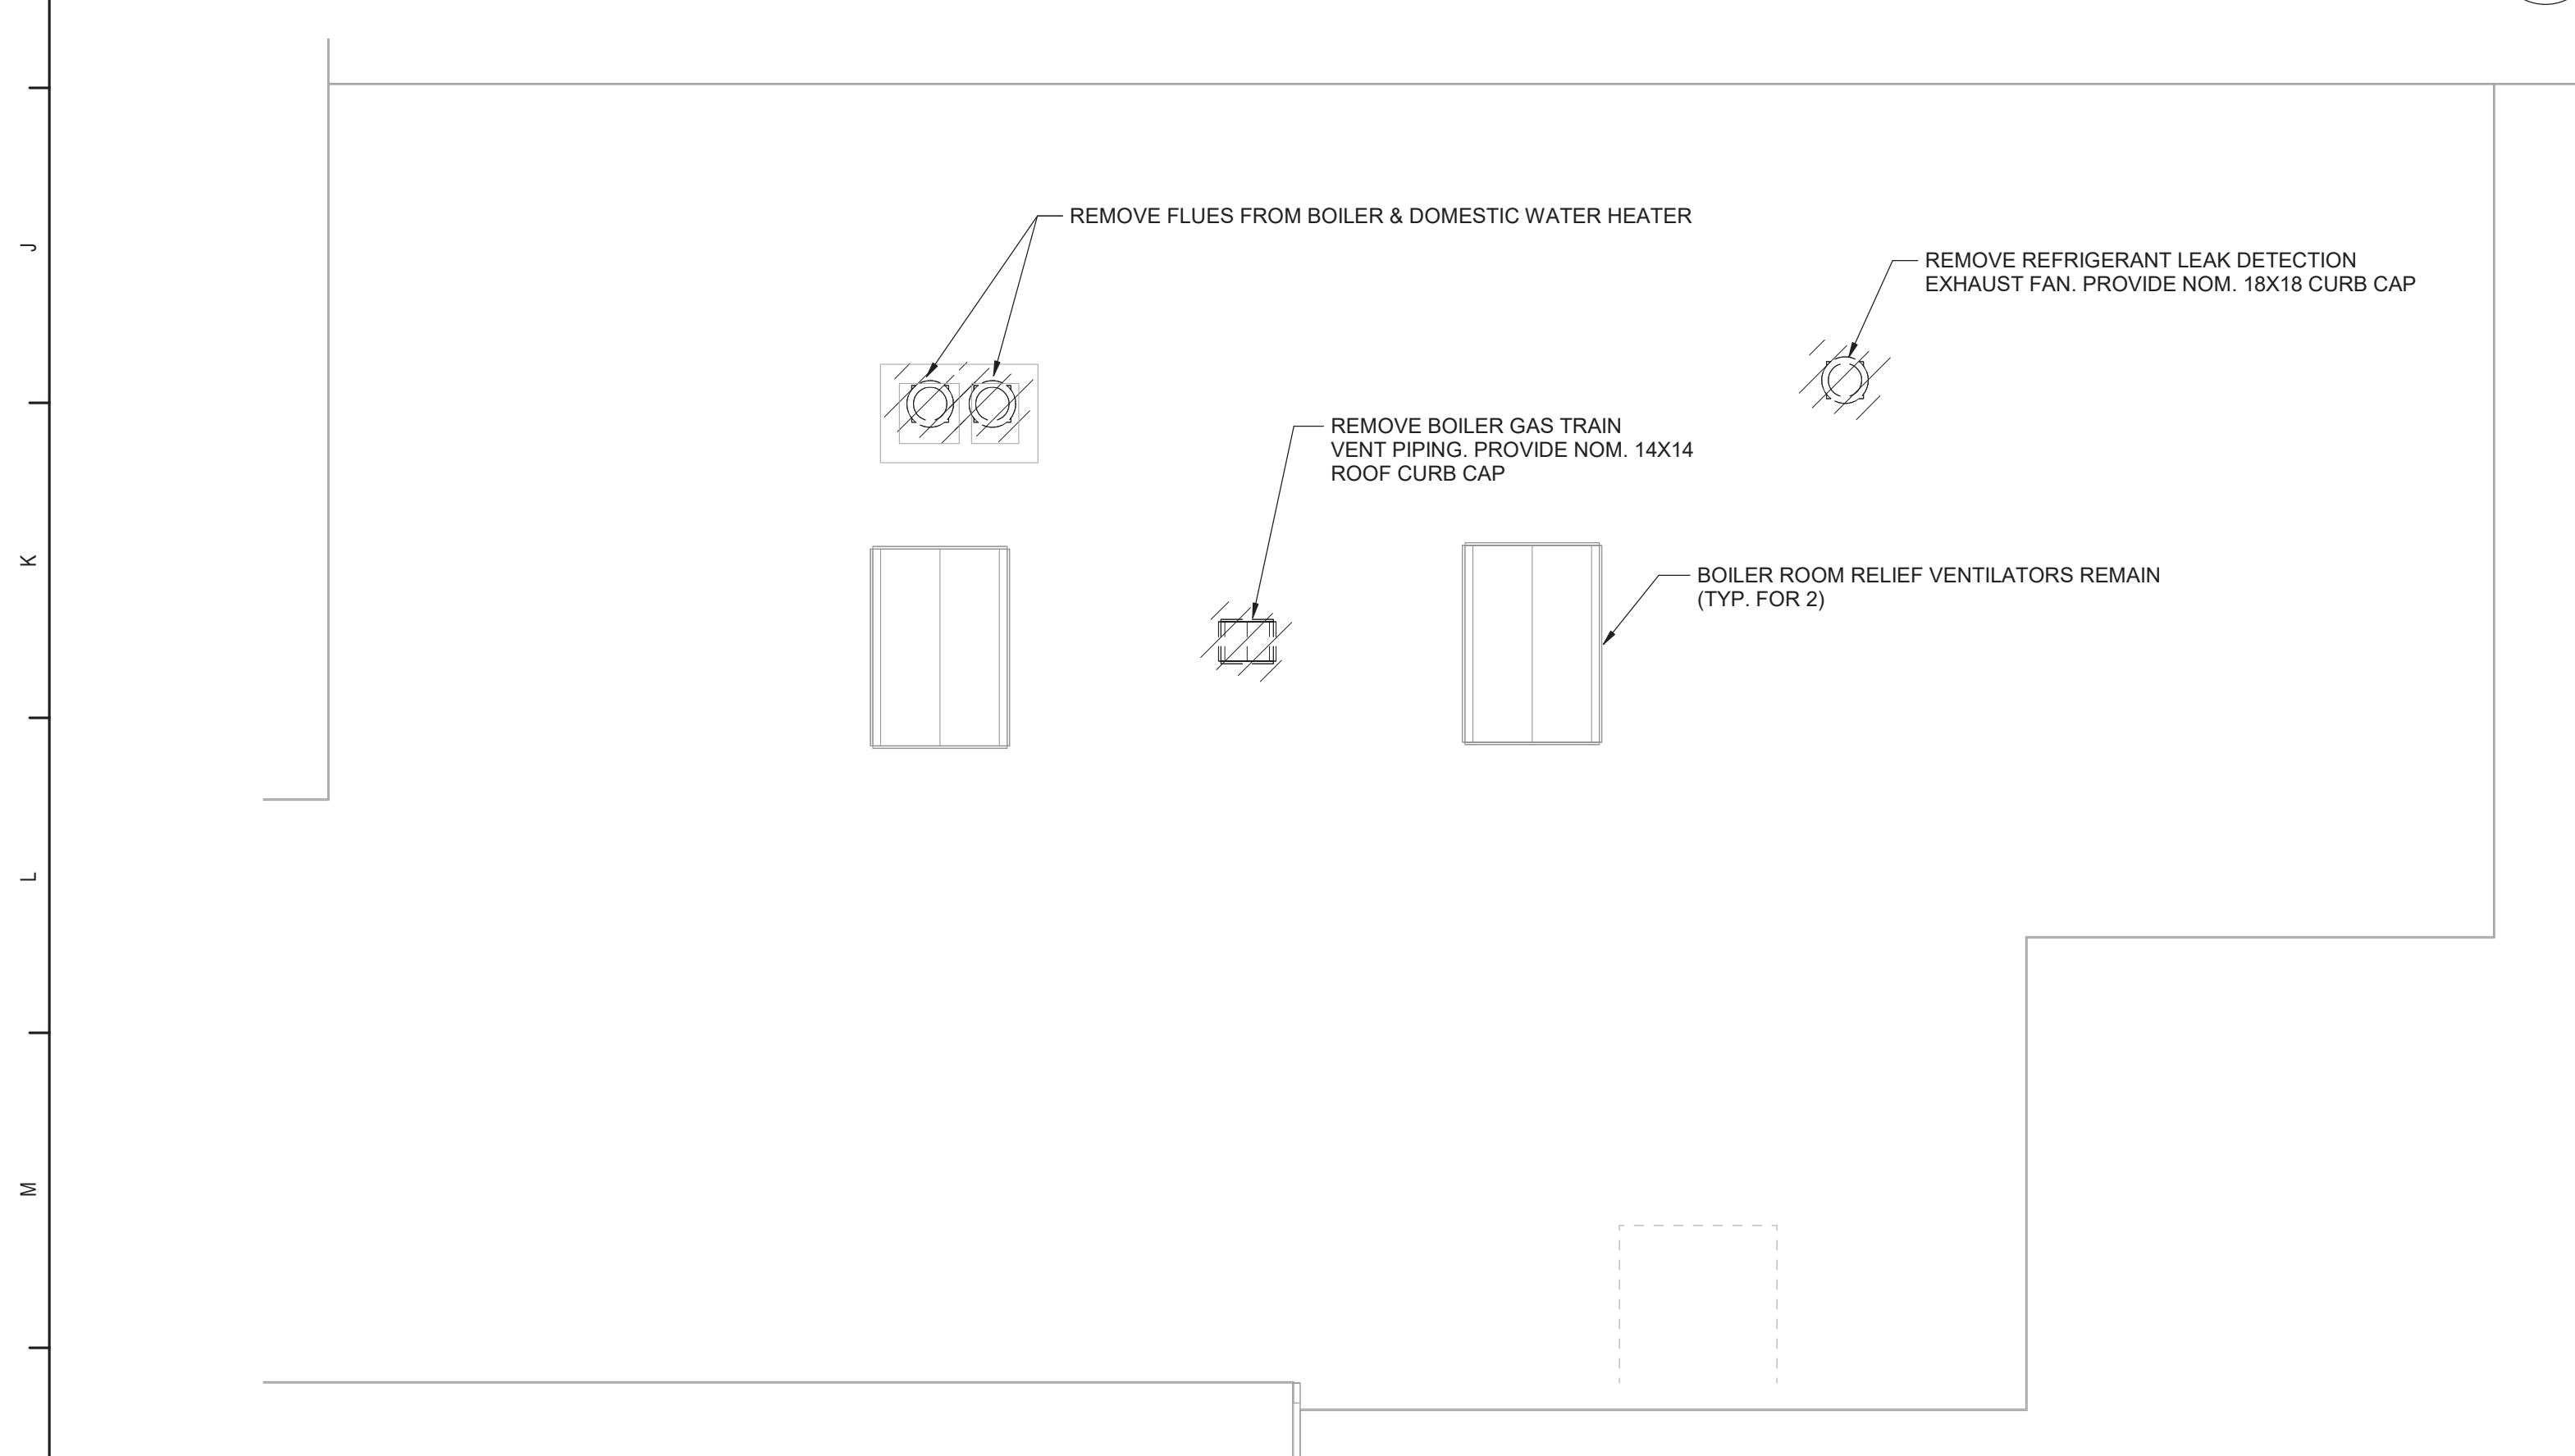 REMOVE FLUES FROM BOILER & DOMESTIC WATER HEATER
REMOVE REFRIGERANT LEAK DETECTION
EXHAUST FAN. PROVIDE NOM. 18X18 CURB CAP
J
REMOVE BOILER GAS TRAIN
VENT PIPING. PROVIDE NOM. 14X14
ROOF CURB CAP
K
BOILER ROOM RELIEF VENTILATORS REMAIN
(TYP. FOR 2)
L
M